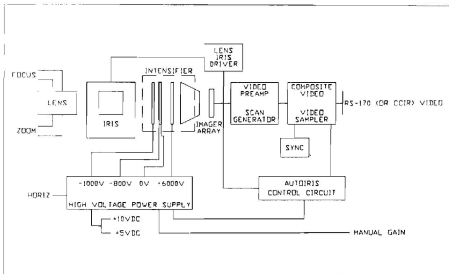 LENS
IRIS
DRIVER
INTENSIFIER
FOCUS
LENS
ZOOM
IRIS
IMAGER
ARRAY
VIDEO
PREAMP
SCAN
GENERATOR
COMPOSITE
VIDEO
VIDEO
SAMPLER
RS-170 (OR CCIR) VIDEO
SYNC
-1000V -800V 0V -6000V
HORIZ
HIGH VOLTAGE POWER SUPPLY
AUTOIRIS
CONTROL CIRCUIT
+10VDC
+5VDC
MANUAL GAIN